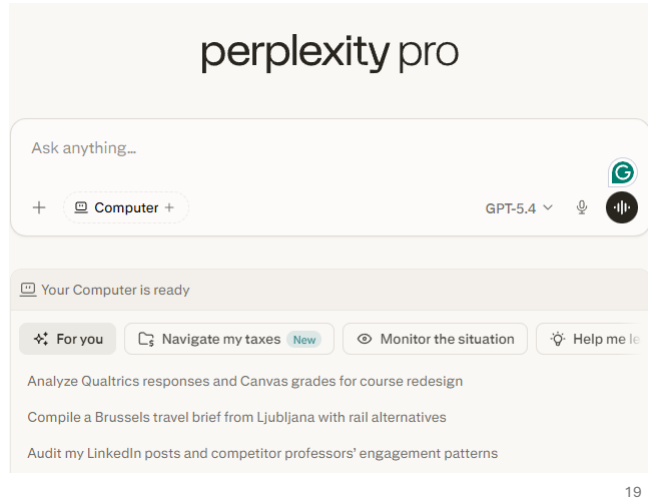 perplexity pro
Ask anything...
Computer
GPT-5.4
Your Computer is ready
For you Navigate my taxes New Monitor the situation Help me
Analyze Qualtrics responses and Canvas grades for course redesign
Compile a Brussels travel brief from Ljubljana with rail alternatives
Audit my LinkedIn posts and competitor professors' engagement patterns
19